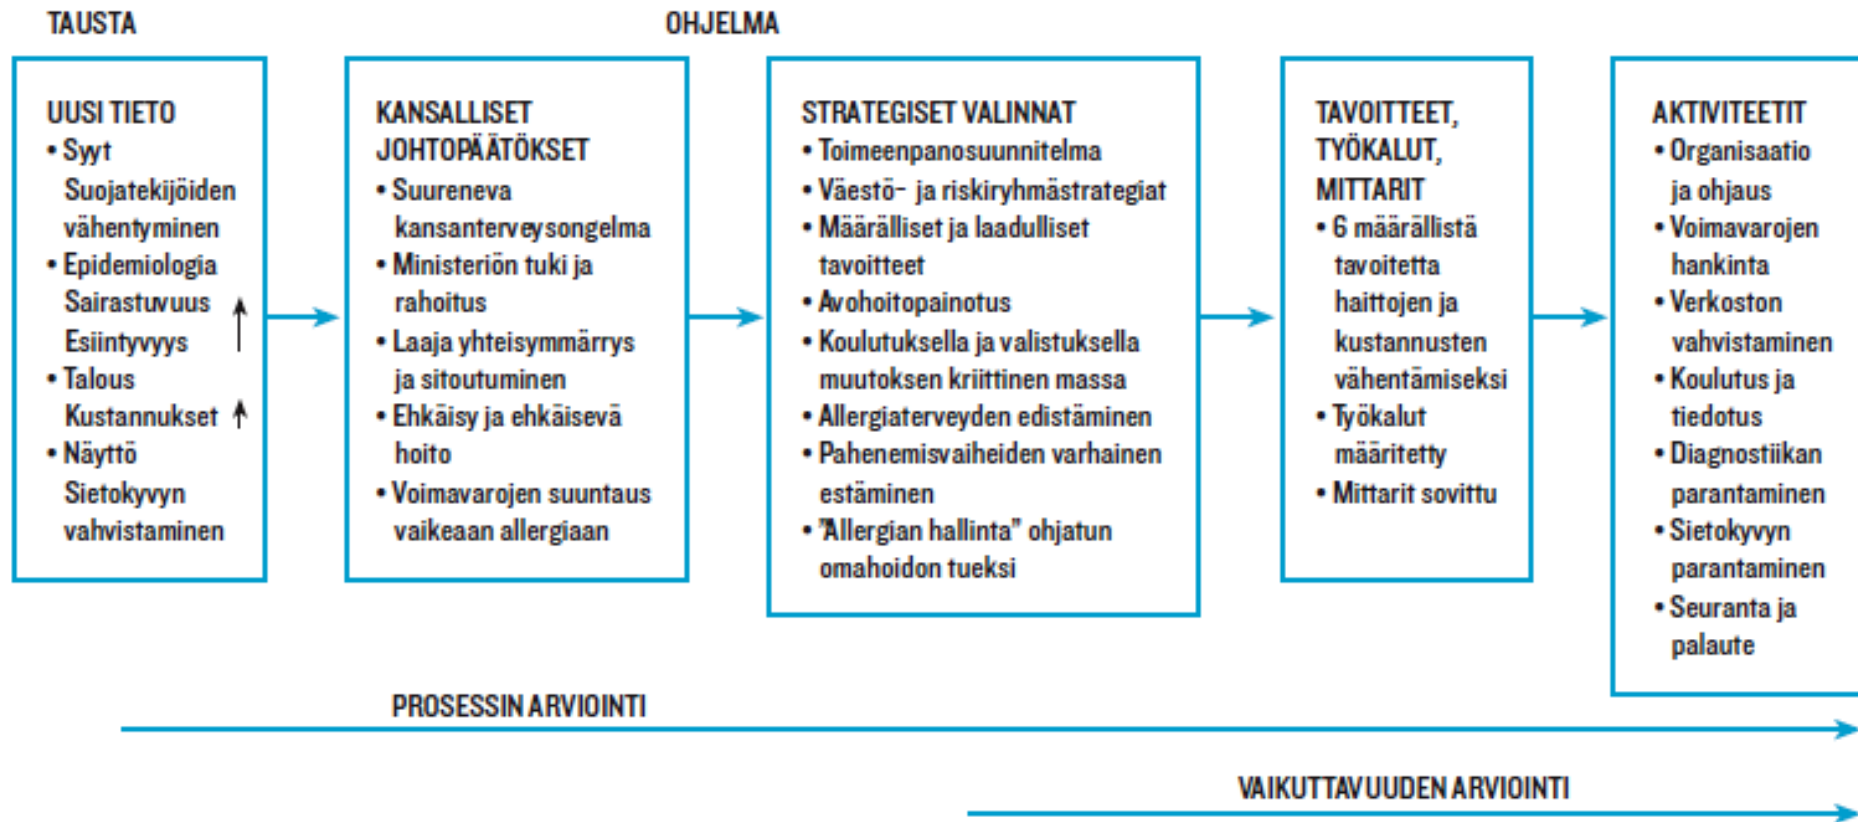 TAUSTA
OHJELMA
UUSI TIETO
• Syyt
Suojatekijöiden
vähentyminen
• Epidemiologia
Sairastuvuus
Esiintyvyys
• Talous
Kustannukset
• Näyttö
Sietokyvyn
vahvistaminen
KANSALLISET
JOHTOPÄÄTÖKSET
• Suureneva
kansanterveysongelma
• Ministeriön tuki ja
rahoitus
• Laaja yhteisymmärrys
ja sitoutuminen
• Ehkäisy ja ehkäisevä
hoito
• Voimavarojen suuntaus
vaikeaan allergiaan
STRATEGISET VALINNAT
• Toimeenpanosuunnitelma
• Väestö- ja riskiryhmästrategiat
• Määrälliset ja laadulliset
tavoitteet
• Avohoitopainotus
• Koulutuksella ja valistuksella
muutoksen kriittinen massa
• Allergiaterveyden edistäminen
• Pahenemisvaiheiden varhainen
estäminen
• "Allergian hallinta" ohjatun
omahoidon tueksi
TAVOITTEET,
TYÖKALUT,
MITTARIT
• 6 määrällistä
tavoitetta
haittojen ja
kustannusten
vähentämiseksi
• Työkalut
määritetty
• Mittarit sovittu
AKTIVITEETIT
• Organisaatio
ja ohjaus
• Voimavarojen
hankinta
• Verkoston
vahvistaminen
• Koulutus ja
tiedotus
• Diagnostiikan
parantaminen
• Sietokyvyn
parantaminen
• Seuranta ja
palaute
PROSESSIN ARVIOINTI
VAIKUTTAVUUDEN ARVIOINTI